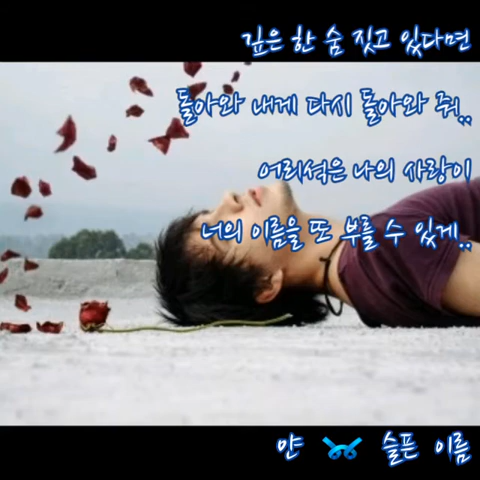 깊은 한 숨 짓고 있다면
돌아와 내게 다시 돌아와 줘..
어리석은 나의 사랑이
너의 이름을 또 부를 수 있게..
얀 슬픈 이름